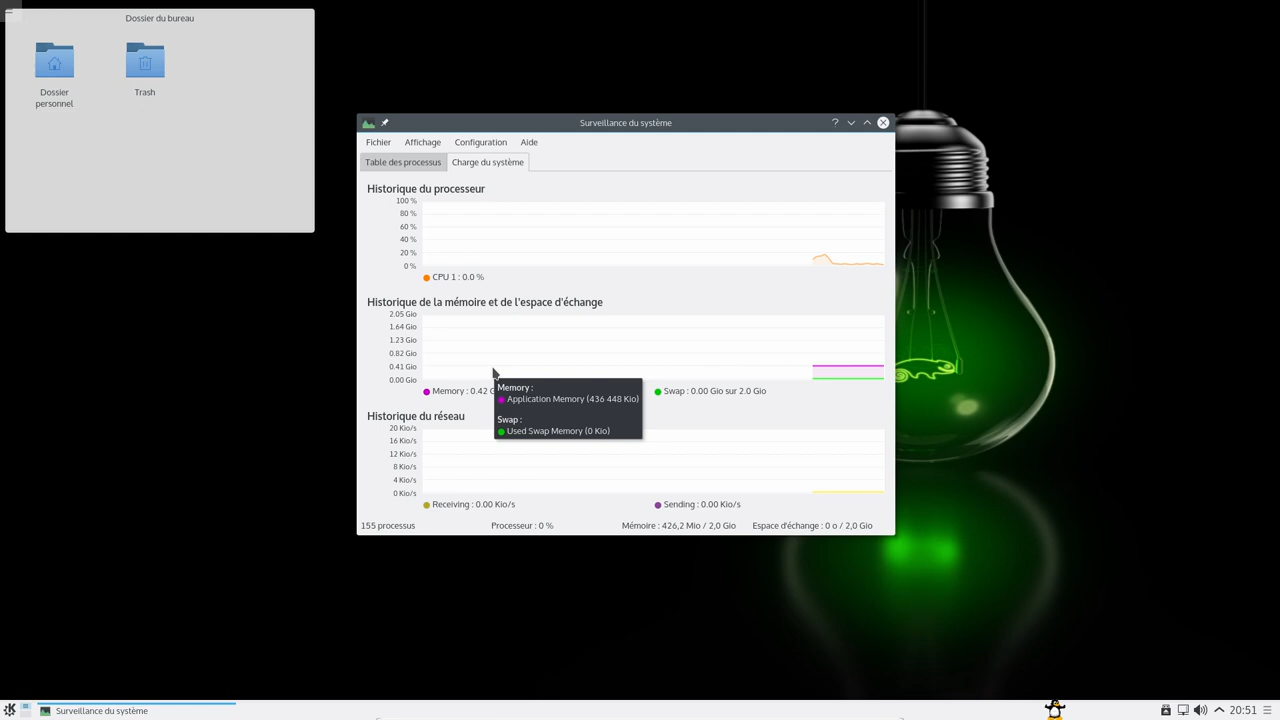 Dossier du bureau
Dossier
personnel
Trash
Surveillance du système
Fichier Affichage Configuration Aide
Table des processus Charge du système
Historique du processeur
100 %
80 %
60 %
40 %
20 %
0 %
CPU 1 : 0.0 %
Historique de la mémoire et de l'espace d'échange
2.05 Gio
1.64 Gio
1.23 Gio
0.82 Gio
0.41 Gio
0.00 Gio
Memory : 0.42 G
Swap : 0.00 Gio sur 2.0 Gio
Memory :
Application Memory (436 448 Kio)
Swap :
Used Swap Memory (0 Kio)
Historique du réseau
20 Kio/s
16 Kio/s
12 Kio/s
8 Kio/s
4 Kio/s
0 Kio/s
Receiving : 0.00 Kio/s
Sending : 0.00 Kio/s
155 processus Processeur : 0 % Mémoire : 426,2 Mio / 2,0 Gio Espace d'échange : 0 o / 2,0 Gio
Surveillance du système
20:51